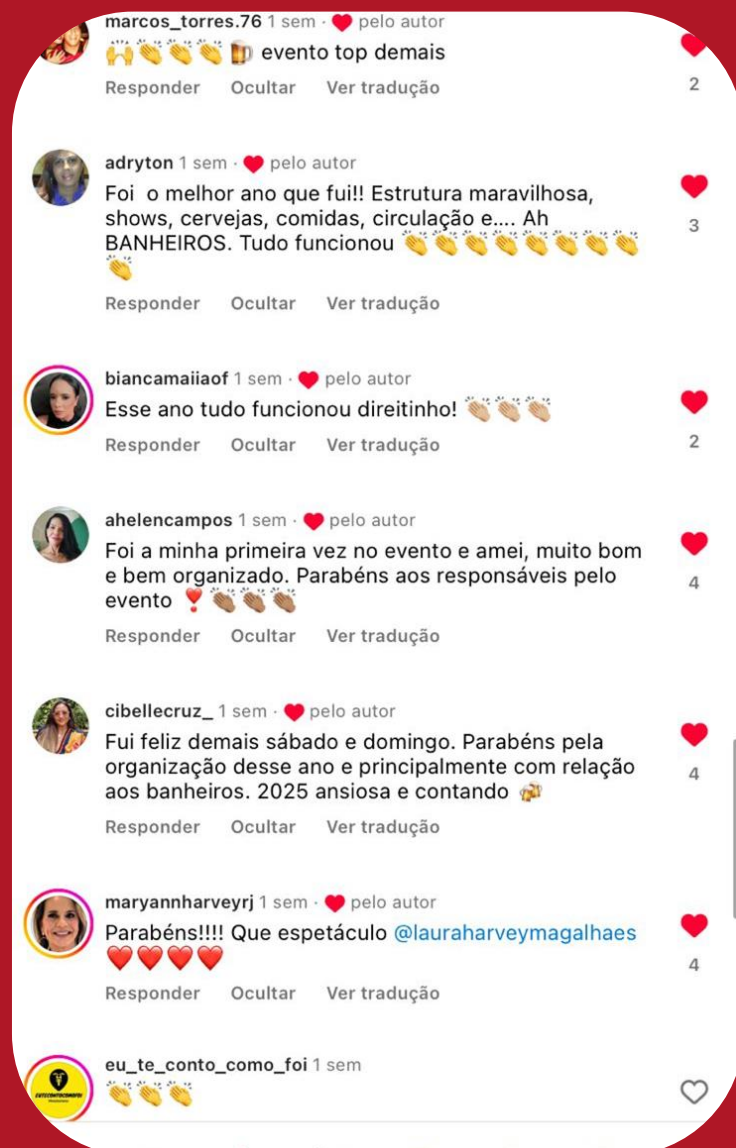 marcos_torres.76 1 sem · ❤️ pelo autor
🙌👏👏👏🍺 evento top demais
Responder Ocultar Ver tradução
2
adryton 1 sem · ❤️ pelo autor
Foi o melhor ano que fui!! Estrutura maravilhosa,
shows, cervejas, comidas, circulação e.... Ah
BANHEIROS. Tudo funcionou 👏👏👏👏👏👏👏👏
👏
3
Responder Ocultar Ver tradução
biancamaiiaof 1 sem · ❤️ pelo autor
Esse ano tudo funcionou direitinho! 👏🏼👏🏼👏🏼
Responder Ocultar Ver tradução
2
ahelencampos 1 sem · ❤️ pelo autor
Foi a minha primeira vez no evento e amei, muito bom
e bem organizado. Parabéns aos responsáveis pelo
evento ❣️👏🏽👏🏽👏🏽
4
Responder Ocultar Ver tradução
cibellecruz_ 1 sem · ❤️ pelo autor
Fui feliz demais sábado e domingo. Parabéns pela
organização desse ano e principalmente com relação
aos banheiros. 2025 ansiosa e contando 🍻
4
Responder Ocultar Ver tradução
maryannharveyrj 1 sem · ❤️ pelo autor
Parabéns!!!! Que espetáculo @lauraharveymagalhaes
❤️❤️❤️❤️
4
Responder Ocultar Ver tradução
eu_te_conto_como_foi 1 sem
👏👏👏
EUTECONTOCOMOFOI